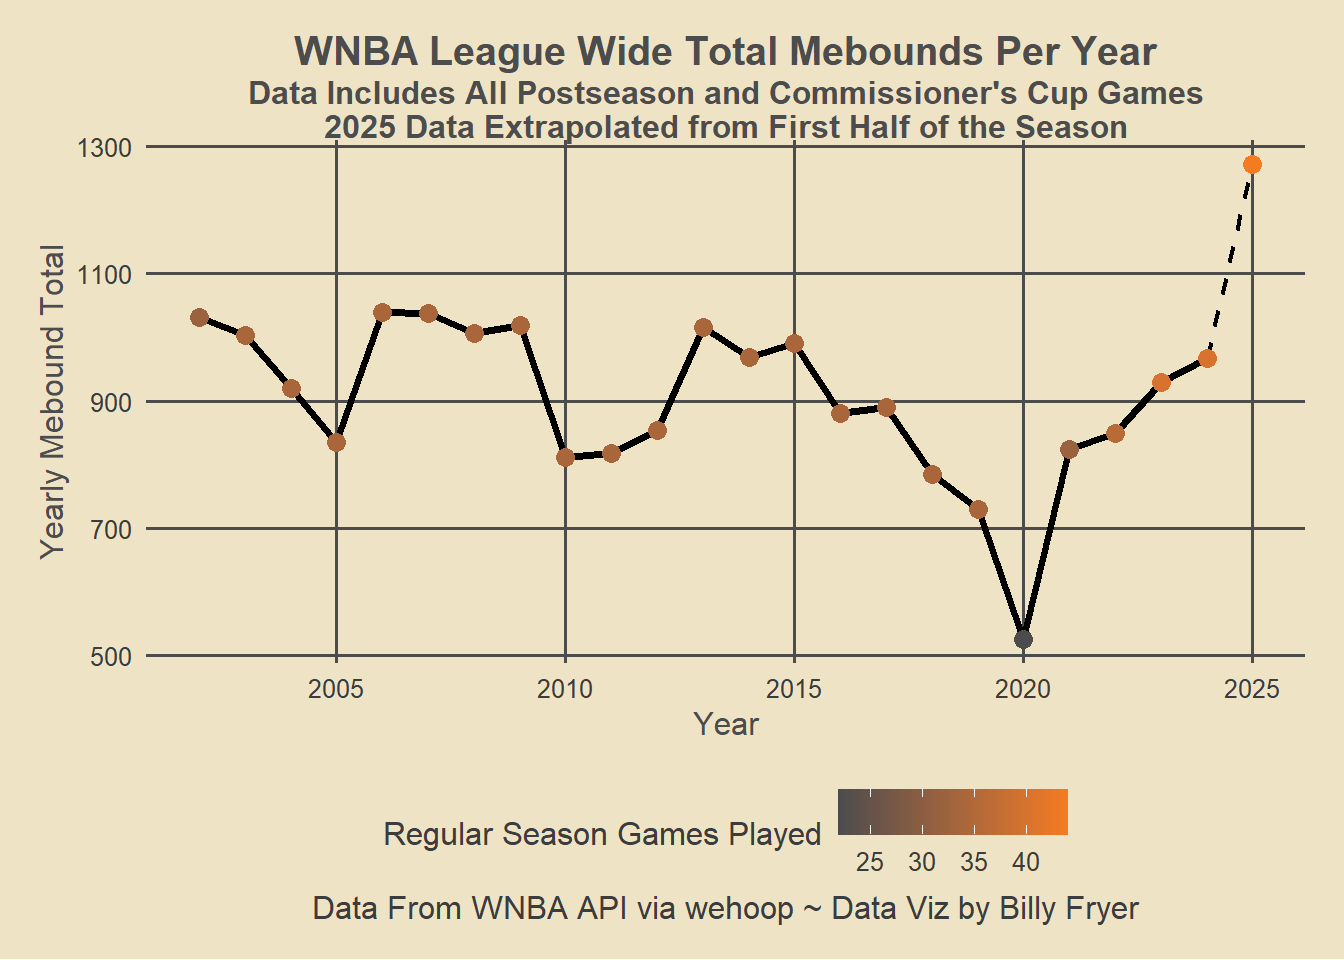 WNBA League Wide Total Mebounds Per Year
Data Includes All Postseason and Commissioner's Cup Games
2025 Data Extrapolated from First Half of the Season
Yearly Mebound Total
1300
1100
900
700
500
2005 2010 2015 2020 2025
Year
Regular Season Games Played
25 30 35 40
Data From WNBA API via wehoop ~ Data Viz by Billy Fryer